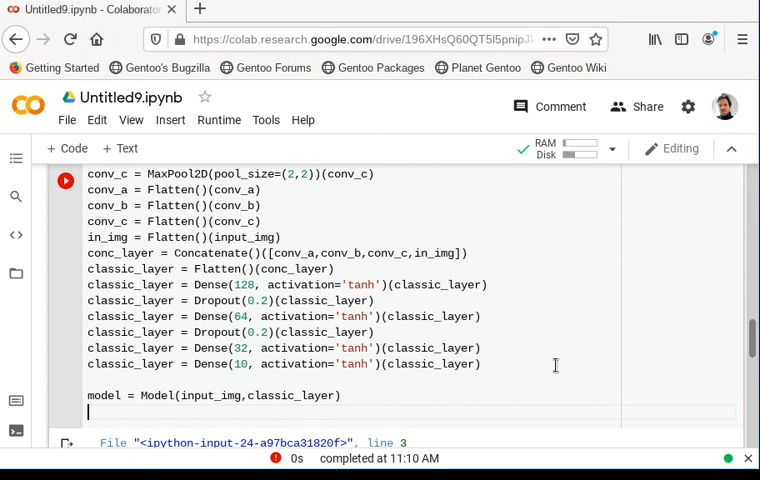 Untitled9.ipynb - Colaborator
https://colab.research.google.com/drive/196XHsQ60QT5l5pnipJ
Getting Started
Gentoo's Bugzilla
Gentoo Forums
Gentoo Packages
Planet Gentoo
Gentoo Wiki
Untitled9.ipynb
Comment
Share
File Edit View Insert Runtime Tools Help
+ Code + Text
RAM
Disk
Editing
conv_c = MaxPool2D(pool_size=(2,2))(conv_c)
conv_a = Flatten()(conv_a)
conv_b = Flatten()(conv_b)
conv_c = Flatten()(conv_c)
in_img = Flatten()(input_img)
conc_layer = Concatenate()([conv_a,conv_b,conv_c,in_img])
classic_layer = Flatten()(conc_layer)
classic_layer = Dense(128, activation='tanh')(classic_layer)
classic_layer = Dropout(0.2)(classic_layer)
classic_layer = Dense(64, activation='tanh')(classic_layer)
classic_layer = Dropout(0.2)(classic_layer)
classic_layer = Dense(32, activation='tanh')(classic_layer)
classic_layer = Dense(10, activation='tanh')(classic_layer)
model = Model(input_img,classic_layer)
File "<ipython-input-24-a97bca31820f>", line 3
0s completed at 11:10 AM